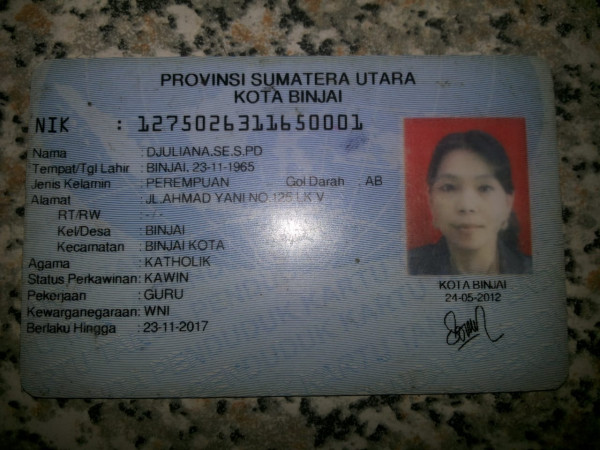 PROVINSI SUMATERA UTARA
KOTA BINJAI
NIK : 1275026311650001
Nama : DJULIANA,SE.S.PD
Tempat/Tgl Lahir : BINJAI, 23-11-1965
Jenis Kelamin : PEREMPUAN Gol Darah : AB
Alamat : JL.AHMAD YANI NO.125 LK V
RT/RW : - - -
Kel/Desa : BINJAI
Kecamatan : BINJAI KOTA
Agama : KATHOLIK
Status Perkawinan: KAWIN
Pekerjaan : GURU
Kewarganegaraan: WNI
Berlaku Hingga : 23-11-2017
KOTA BINJAI
24-05-2012